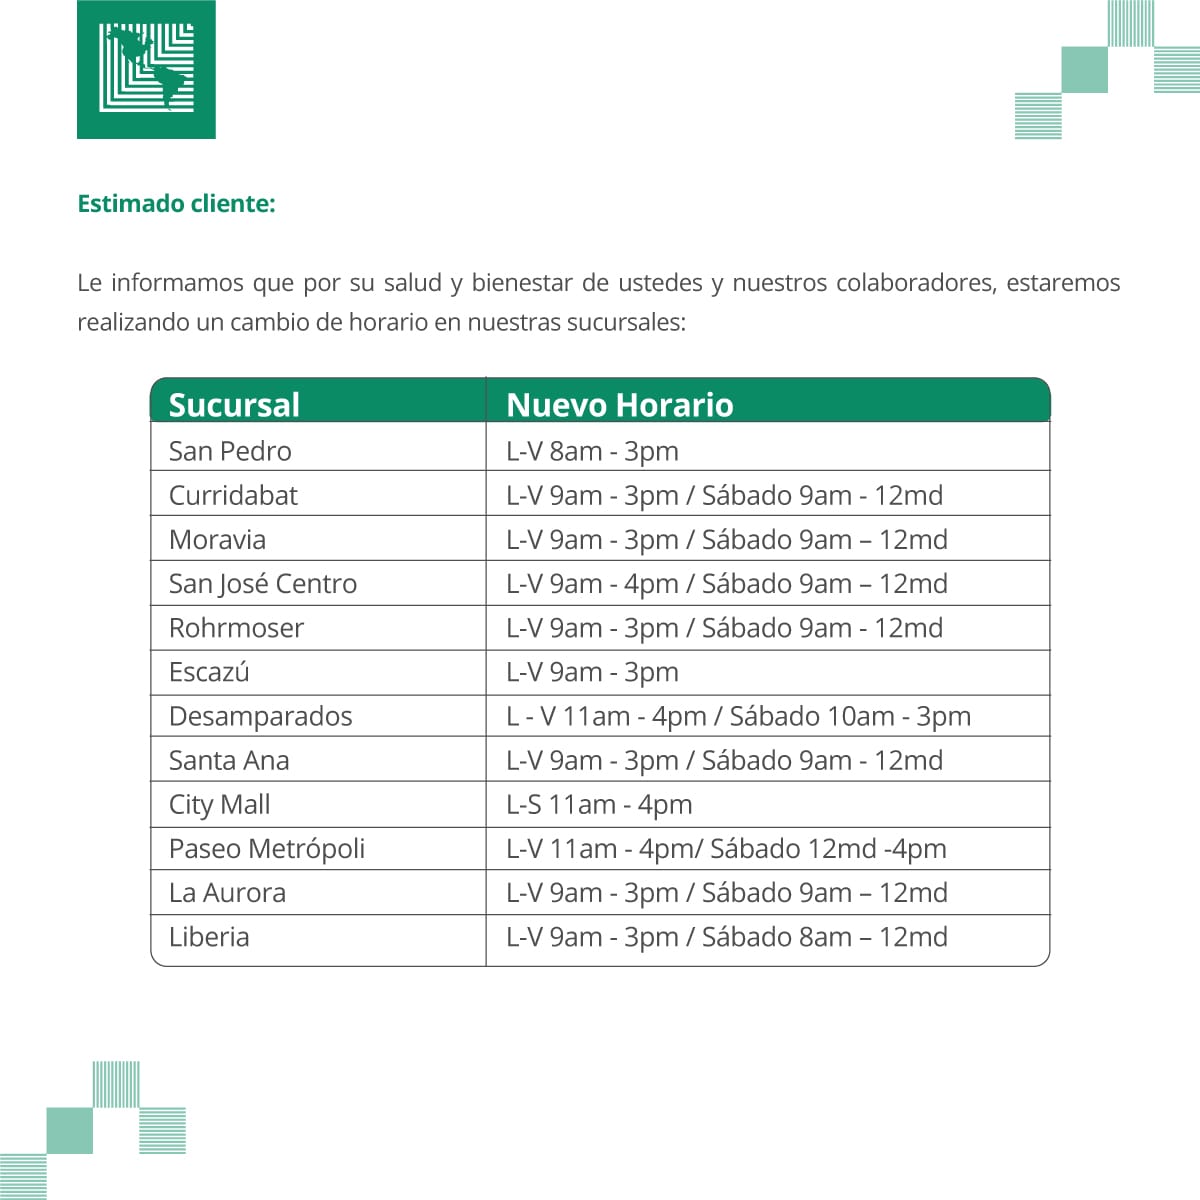 Estimado cliente:
Le informamos que por su salud y bienestar de ustedes y nuestros colaboradores, estaremos
realizando un cambio de horario en nuestras sucursales:
Sucursal Nuevo Horario
San Pedro L-V 8am - 3pm
Curridabat L-V 9am - 3pm / Sábado 9am - 12md
Moravia L-V 9am - 3pm / Sábado 9am – 12md
San José Centro L-V 9am - 4pm / Sábado 9am – 12md
Rohrmoser L-V 9am - 3pm / Sábado 9am - 12md
Escazú L-V 9am - 3pm
Desamparados L - V 11am - 4pm / Sábado 10am - 3pm
Santa Ana L-V 9am - 3pm / Sábado 9am - 12md
City Mall L-S 11am - 4pm
Paseo Metrópoli L-V 11am - 4pm/ Sábado 12md -4pm
La Aurora L-V 9am - 3pm / Sábado 9am – 12md
Liberia L-V 9am - 3pm / Sábado 8am – 12md